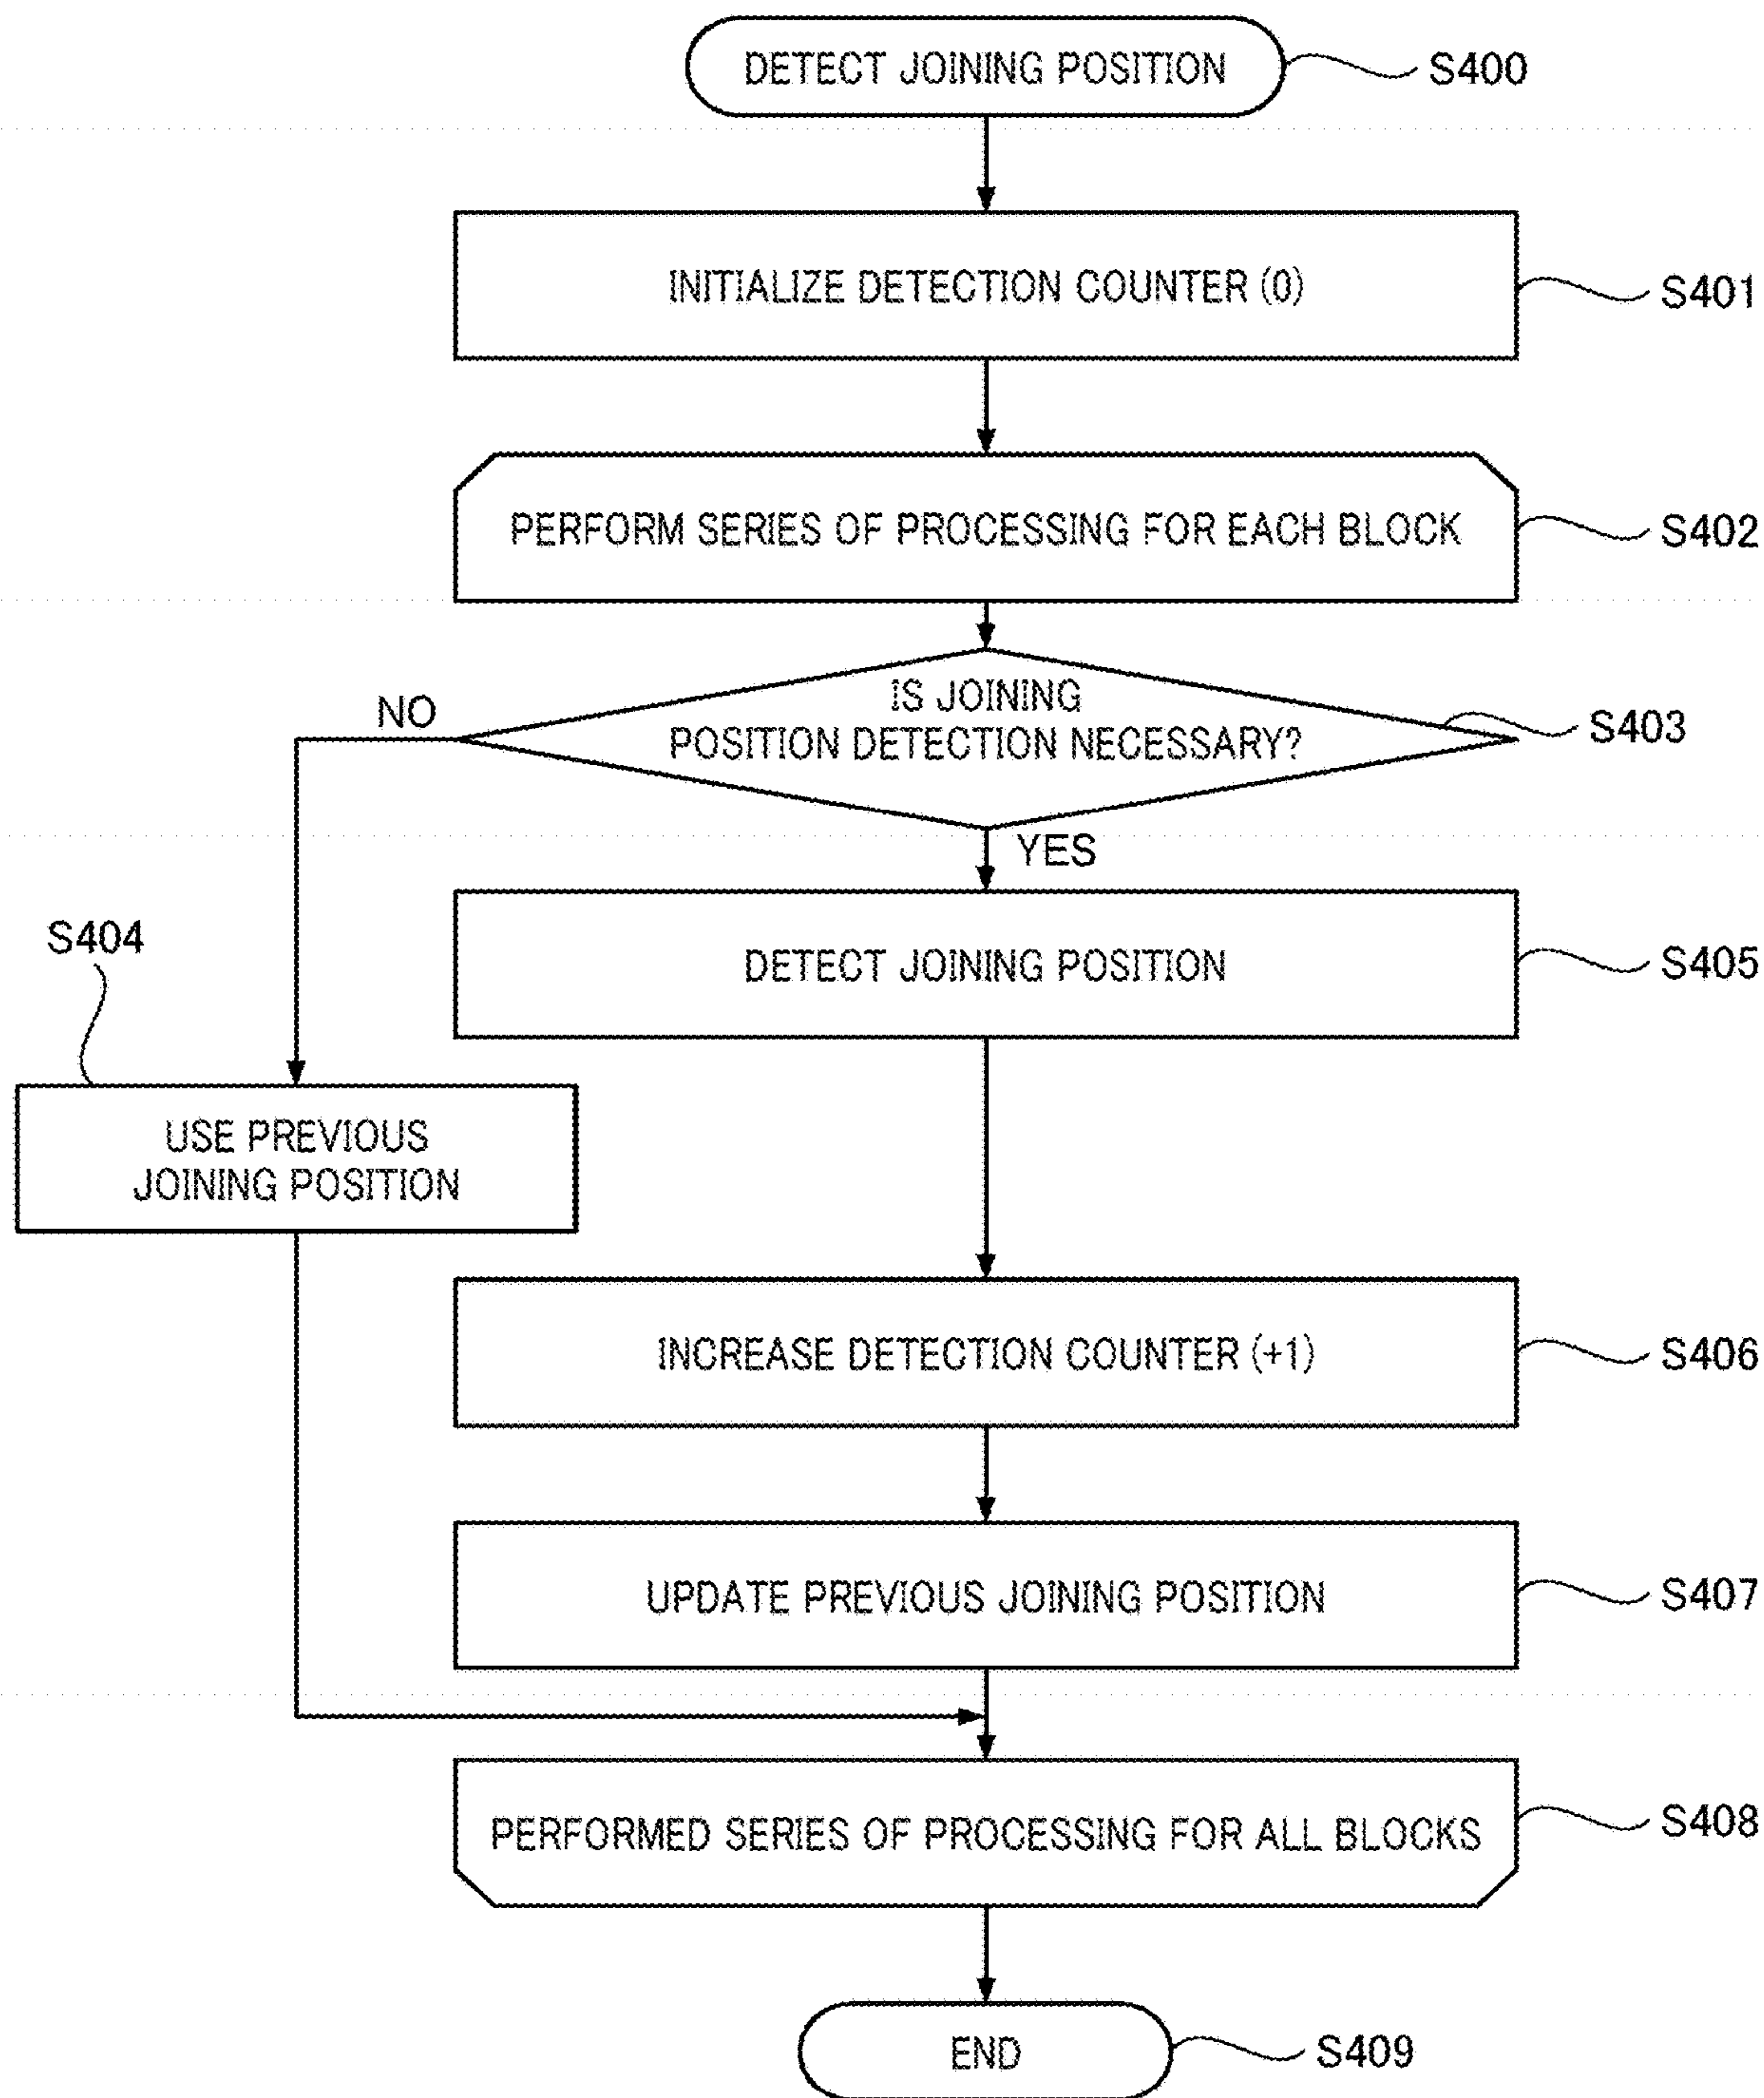 DETECT JOINING POSITION
S400
INITIALIZE DETECTION COUNTER (0)
S401
PERFORM SERIES OF PROCESSING FOR EACH BLOCK
S402
IS JOINING
POSITION DETECTION NECESSARY?
S403
NO
YES
S404
USE PREVIOUS
JOINING POSITION
DETECT JOINING POSITION
S405
INCREASE DETECTION COUNTER (+1)
S406
UPDATE PREVIOUS JOINING POSITION
S407
PERFORMED SERIES OF PROCESSING FOR ALL BLOCKS
S408
END
S409